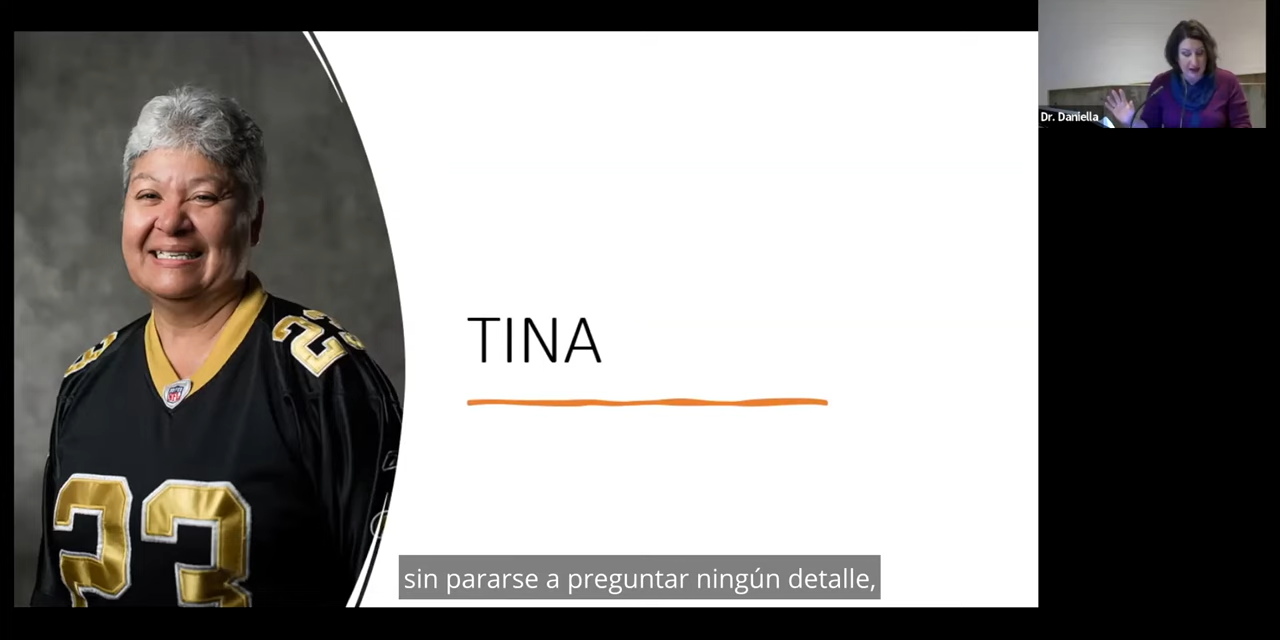 Dr. Daniella
TINA
23
23
sin pararse a preguntar ningún detalle,